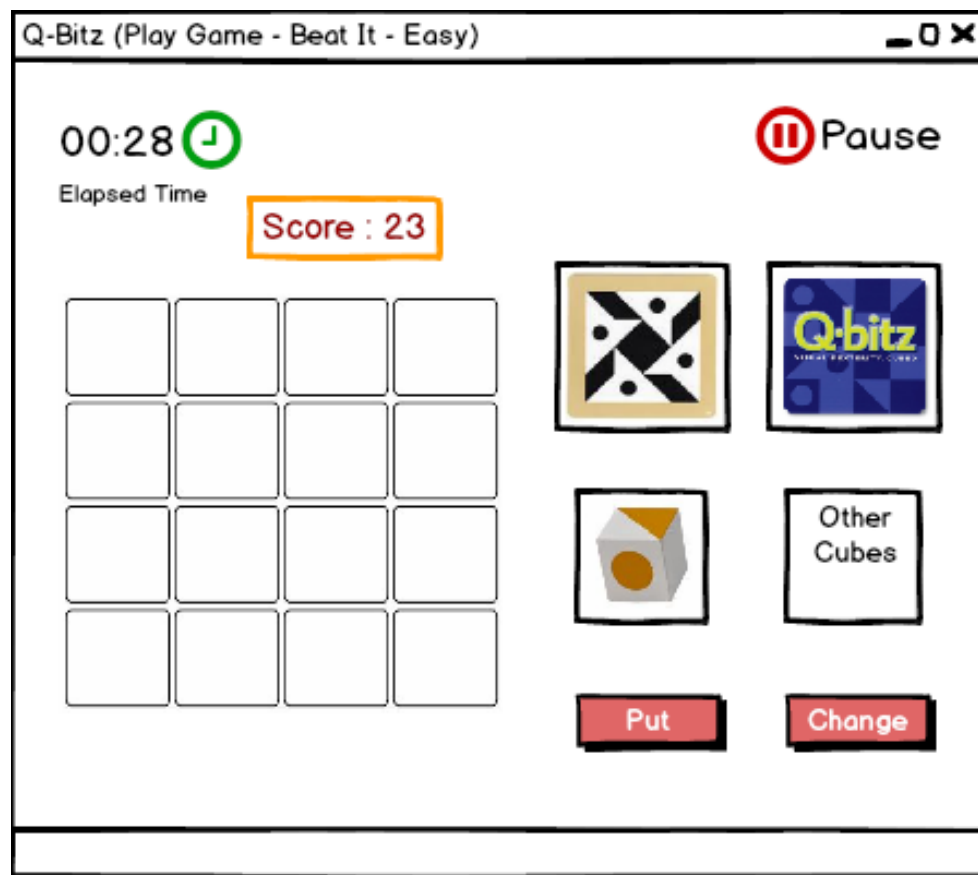 Q-Bitz (Play Game - Beat It - Easy)
00:28
Pause
Elapsed Time
Score : 23
Q-bitz
Other
Cubes
Put
Change